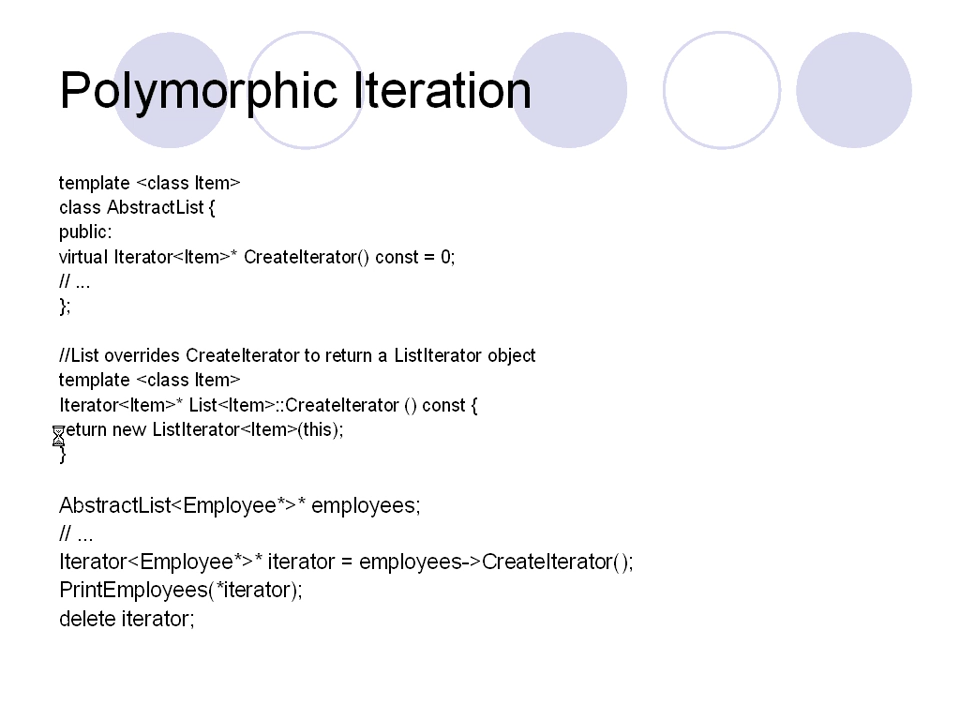 Polymorphic Iteration
template <class Item>
class AbstractList {
public:
virtual Iterator<Item>* CreateIterator() const = 0;
// ...
};
//List overrides CreateIterator to return a ListIterator object
template <class Item>
Iterator<Item>* List<Item>::CreateIterator () const {
return new ListIterator<Item>(this);
}
AbstractList<Employee*>* employees;
// ...
Iterator<Employee*>* iterator = employees->CreateIterator();
PrintEmployees(*iterator);
delete iterator;